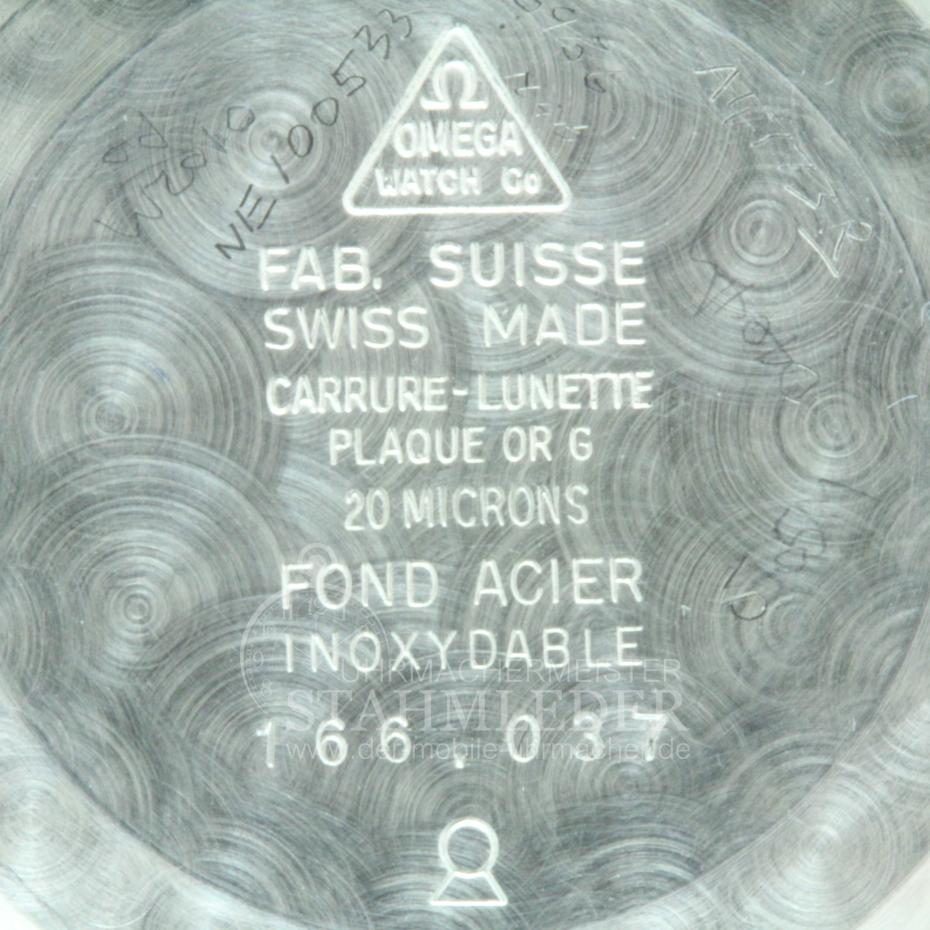 NE100533
Ω
OMEGA
WATCH Co
FAB. SUISSE
SWISS MADE
CARRURE-LUNETTE
PLAQUE OR G
20 MICRONS
FOND ACIER
INOXYDABLE
UHRMACHERMEISTER
STAHMLEDER
166.037
www.der-mobile-uhrmacher.de